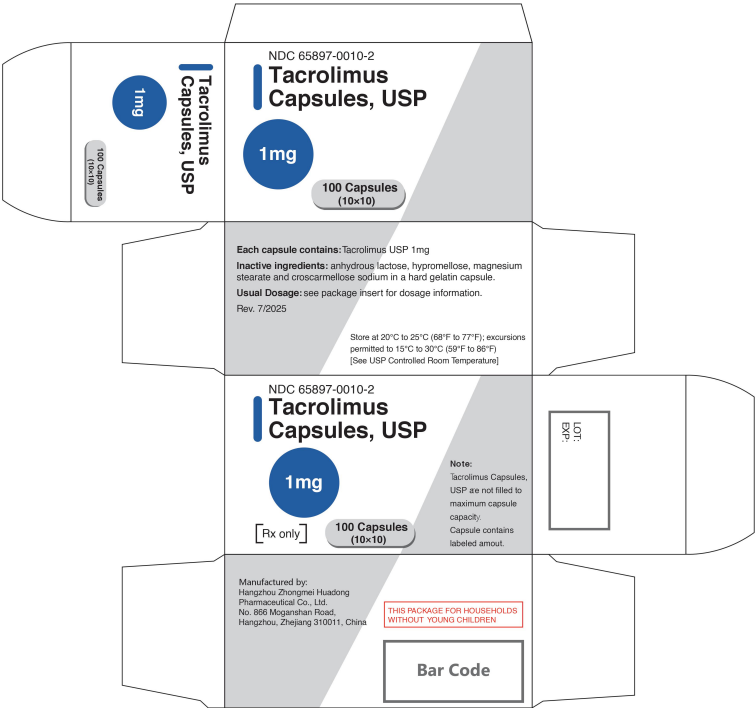 Tacrolimus
Capsules, USP
1mg
100 Capsules
(10×10)
NDC 65897-0010-2
Tacrolimus
Capsules, USP
1mg
100 Capsules
(10×10)
Each capsule contains: Tacrolimus USP 1mg
Inactive ingredients: anhydrous lactose, hypromellose, magnesium
stearate and croscarmellose sodium in a hard gelatin capsule.
Usual Dosage: see package insert for dosage information.
Rev. 7/2025
Store at 20°C to 25°C (68°F to 77°F); excursions
permitted to 15°C to 30°C (59°F to 86°F)
[See USP Controlled Room Temperature]
NDC 65897-0010-2
Tacrolimus
Capsules, USP
1mg
[Rx only]
100 Capsules
(10×10)
Note:
Tacrolimus Capsules,
USP are not filled to
maximum capsule
capacity.
Capsule contains
labeled amout.
LOT:
EXP:
Manufactured by:
Hangzhou Zhongmei Huadong
Pharmaceutical Co., Ltd.
No. 866 Moganshan Road,
Hangzhou, Zhejiang 310011, China
THIS PACKAGE FOR HOUSEHOLDS
WITHOUT YOUNG CHILDREN
Bar Code